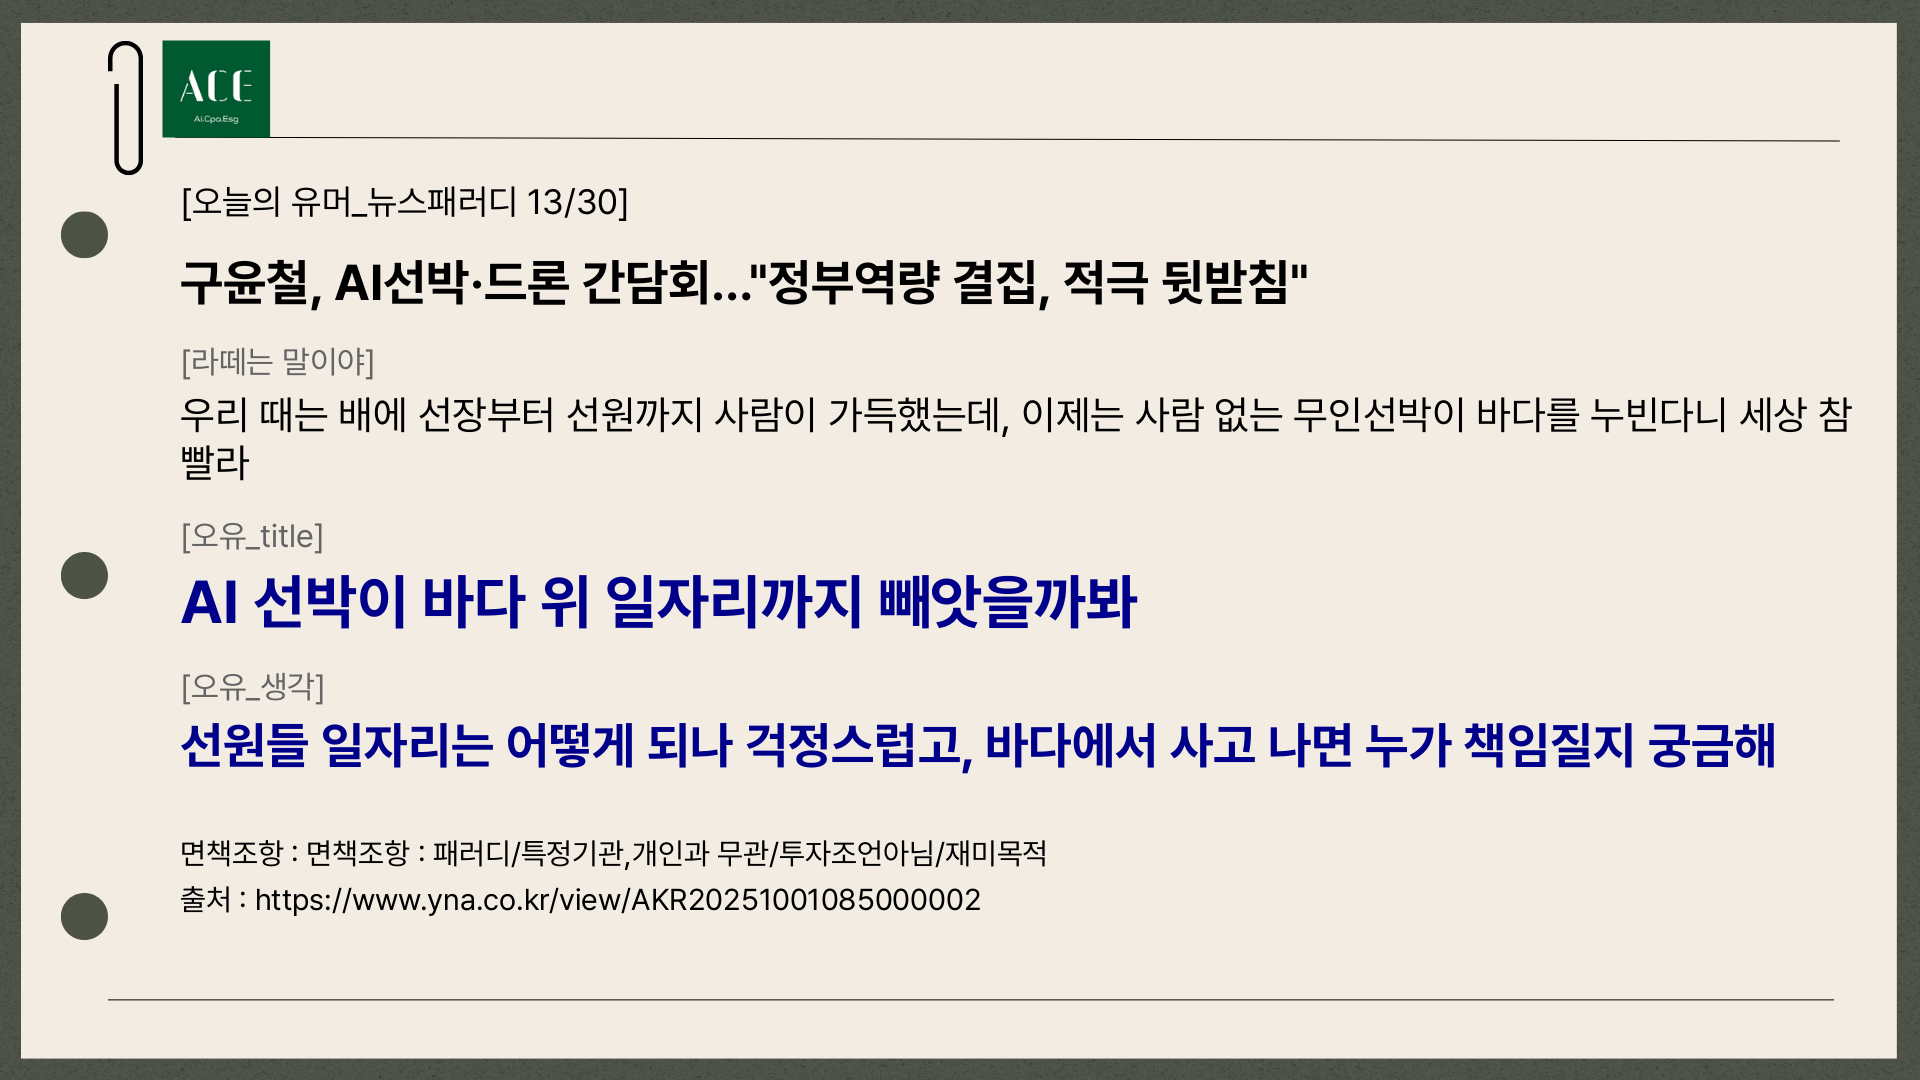 ACE
Ai.Cpa.Esg
[오늘의 유머_뉴스패러디 13/30]
구윤철, AI선박·드론 간담회..."정부역량 결집, 적극 뒷받침"
[라떼는 말이야]
우리 때는 배에 선장부터 선원까지 사람이 가득했는데, 이제는 사람 없는 무인선박이 바다를 누빈다니 세상 참
빨라
[오유_title]
AI 선박이 바다 위 일자리까지 빼앗을까봐
[오유_생각]
선원들 일자리는 어떻게 되나 걱정스럽고, 바다에서 사고 나면 누가 책임질지 궁금해
면책조항 : 면책조항 : 패러디/특정기관,개인과 무관/투자조언아님/재미목적
출처 : https://www.yna.co.kr/view/AKR20251001085000002